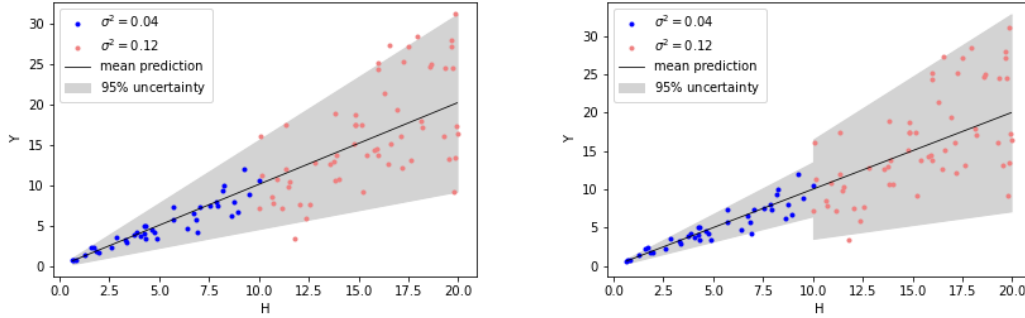 σ² = 0.04
σ² = 0.12
mean prediction
95% uncertainty
30
25
20
15
10
5
0
Y
0.0 2.5 5.0 7.5 10.0 12.5 15.0 17.5 20.0
H
σ² = 0.04
σ² = 0.12
mean prediction
95% uncertainty
30
25
20
15
10
5
0
Y
0.0 2.5 5.0 7.5 10.0 12.5 15.0 17.5 20.0
H